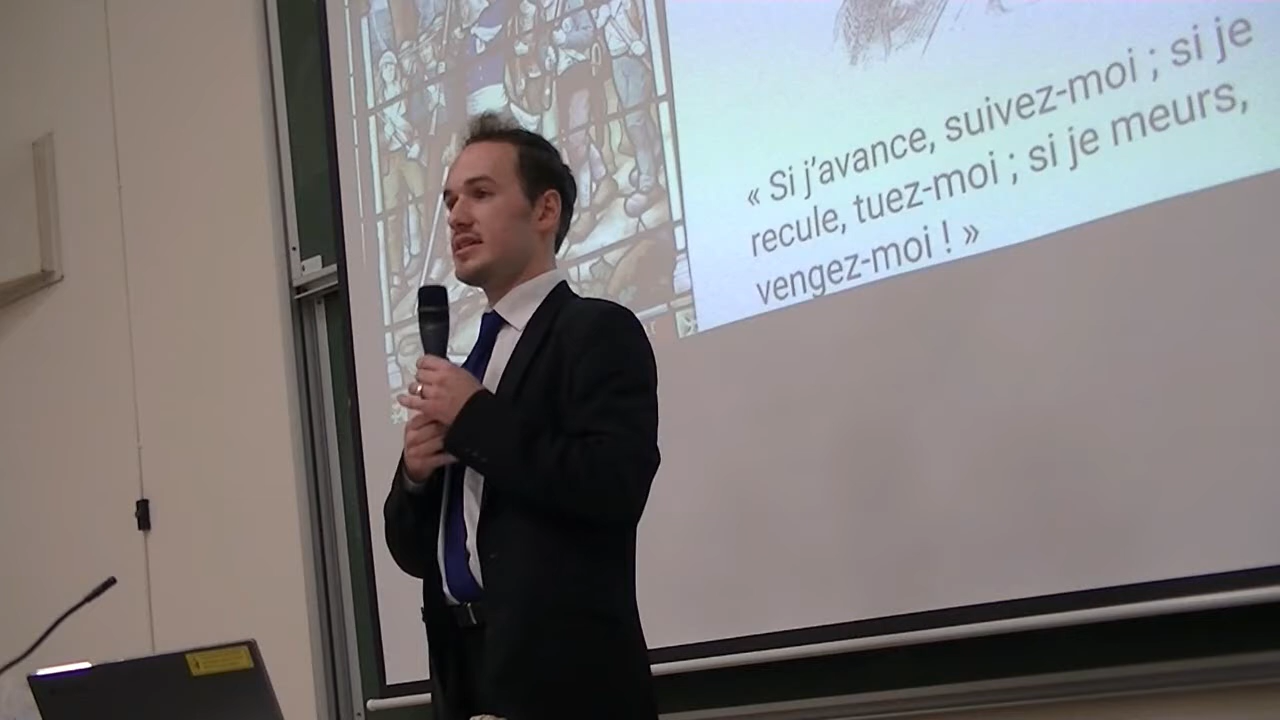 « Si j’avance, suivez-moi ; si je
recule, tuez-moi ; si je meurs,
vengez-moi ! »